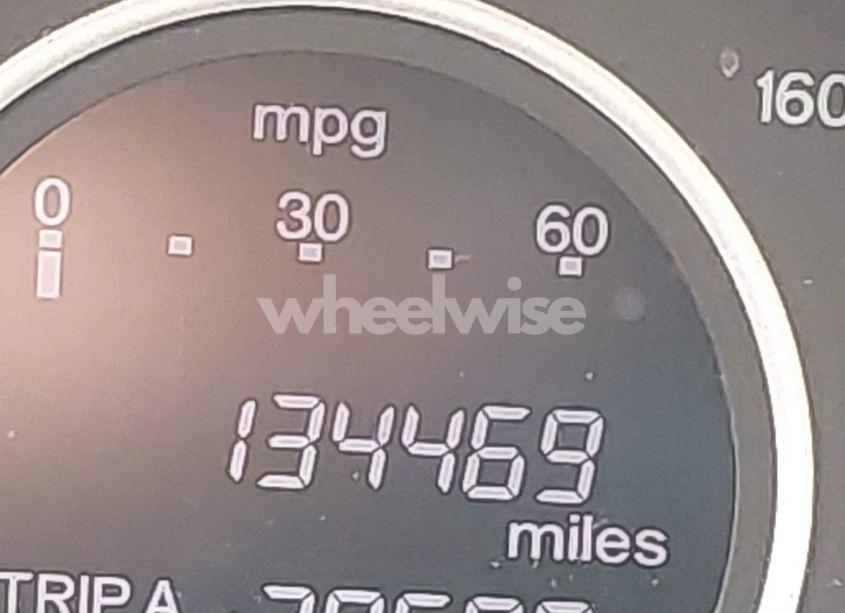 mpg
160
0 30 60
wheelwise
134469
miles
TRIP A